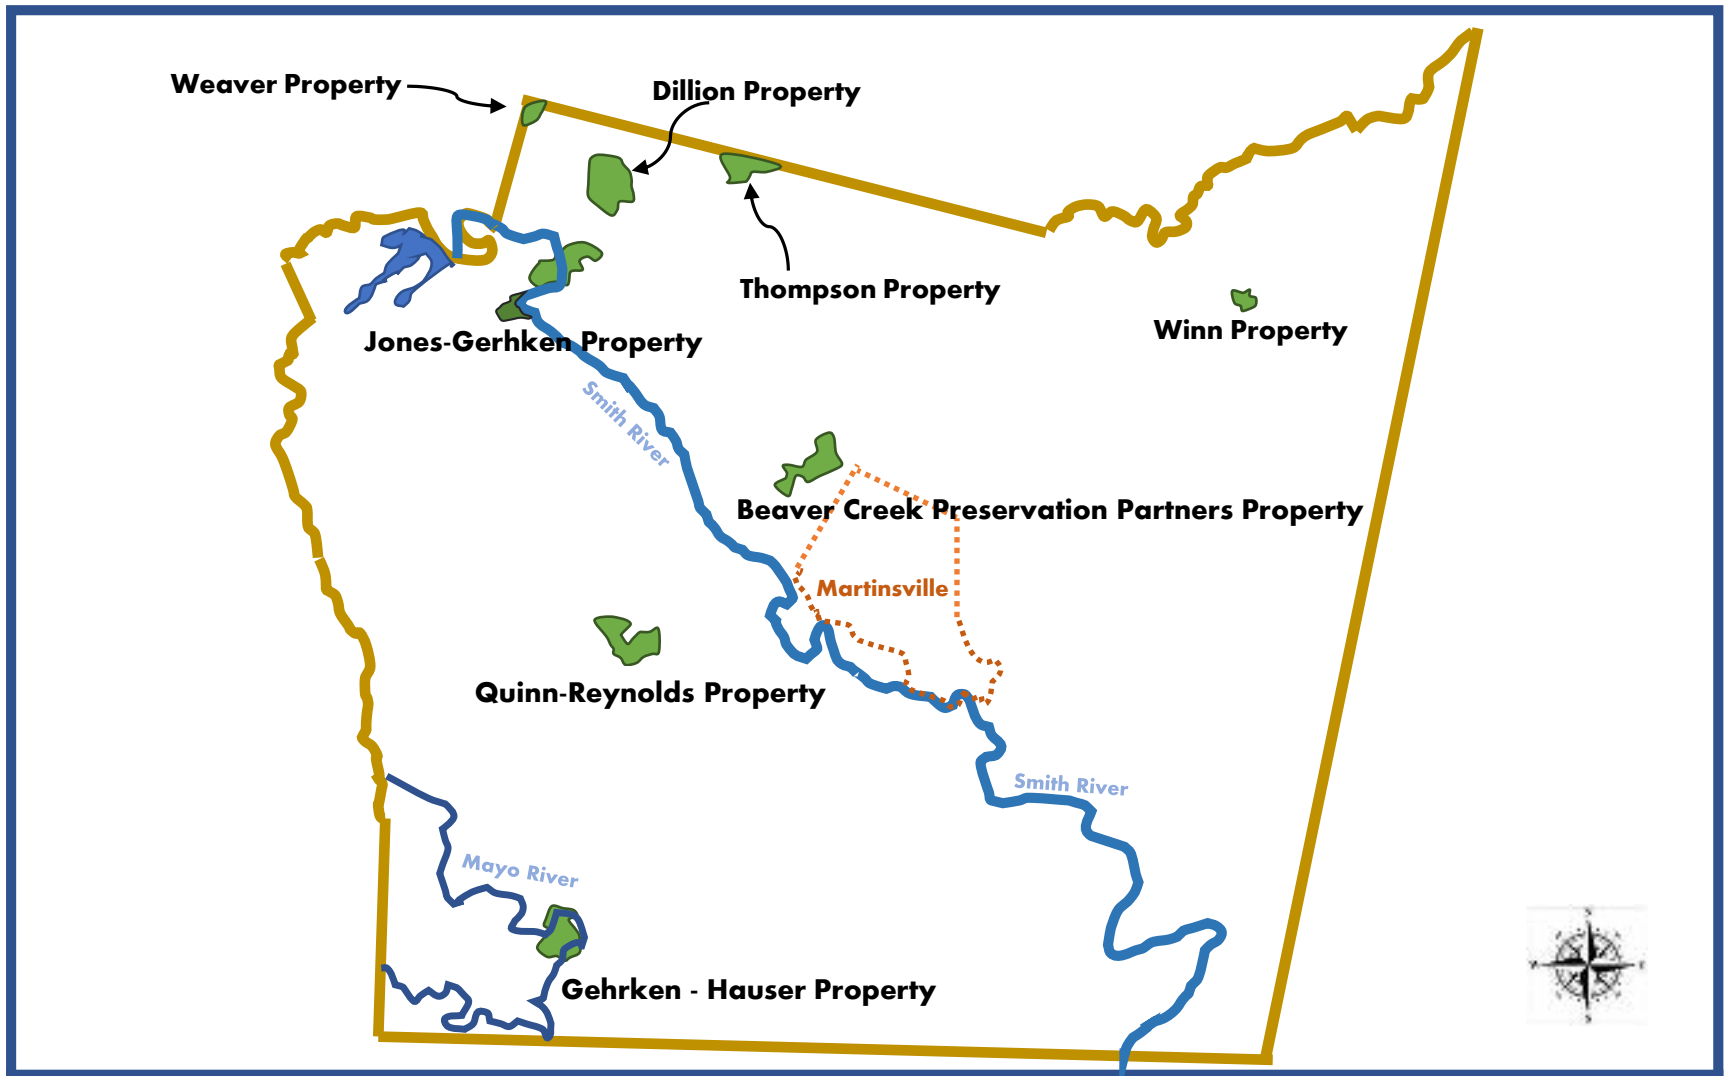 Weaver Property
Dillion Property
Thompson Property
Winn Property
Jones-Gerhken Property
Smith River
Beaver Creek Preservation Partners Property
Martinsville
Quinn-Reynolds Property
Smith River
Mayo River
Gehrken - Hauser Property